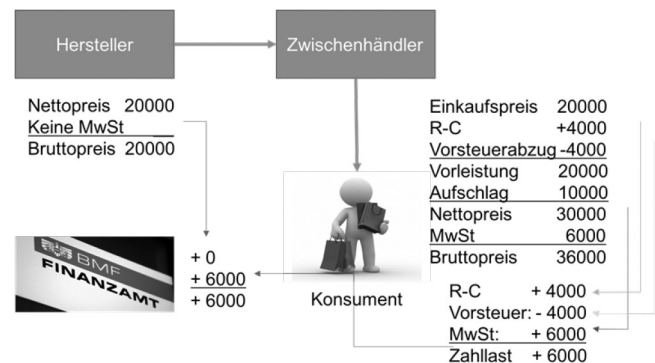 Hersteller
Zwischenhändler
Nettopreis 20000
Keine MwSt
Bruttopreis 20000
Einkaufspreis 20000
R-C +4000
Vorsteuerabzug -4000
Vorleistung 20000
Aufschlag 10000
Nettopreis 30000
MwSt 6000
Bruttopreis 36000
BMF
FINANZAMT
+ 0
+ 6000
+ 6000
Konsument
R-C + 4000
Vorsteuer: - 4000
MwSt: + 6000
Zahllast + 6000